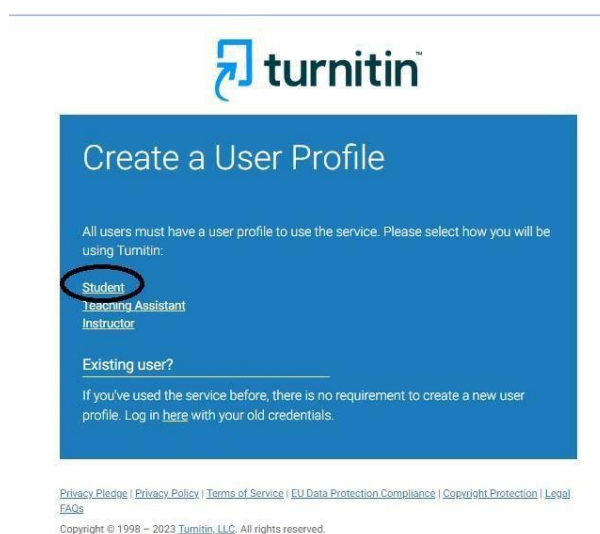 turnitin™
Create a User Profile
All users must have a user profile to use the service. Please select how you will be
using Turnitin:
Student
Teaching Assistant
Instructor
Existing user?
If you've used the service before, there is no requirement to create a new user
profile. Log in here with your old credentials.
Privacy Pledge | Privacy Policy | Terms of Service | EU Data Protection Compliance | Copyright Protection | Legal
FAQs
Copyright © 1998 – 2023 Turnitin, LLC. All rights reserved.